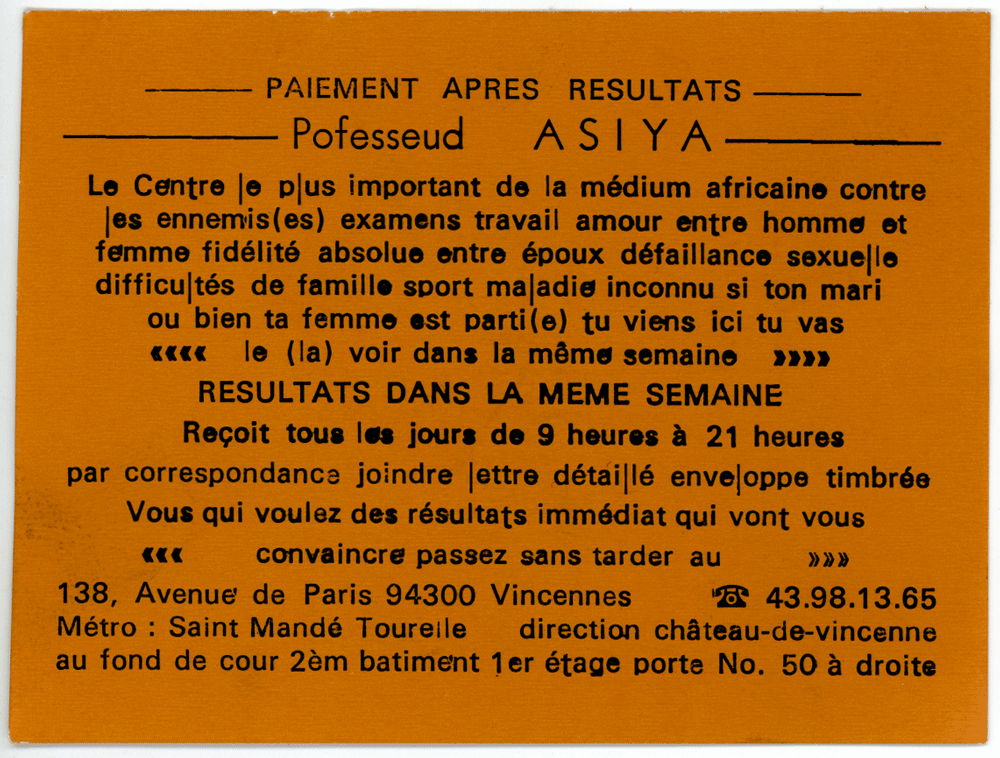 PAIEMENT APRES RESULTATS
Pofesseud ASIYA
Le Centre le plus important de la médium africaine contre
les ennemis(es) examens travail amour entre homme et
femme fidélité absolue entre époux défaillance sexuelle
difficultés de famille sport maladie inconnu si ton mari
ou bien ta femme est parti(e) tu viens ici tu vas
«« le (la) voir dans la même semaine »»
RESULTATS DANS LA MEME SEMAINE
Reçoit tous les jours de 9 heures à 21 heures
par correspondance joindre lettre détaillé enveloppe timbrée
Vous qui voulez des résultats immédiat qui vont vous
‹‹‹ convaincre passez sans tarder au ›››
138, Avenue de Paris 94300 Vincennes ☎ 43.98.13.65
Métro : Saint Mandé Tourelle direction château-de-vincenne
au fond de cour 2èm batiment 1er étage porte No. 50 à droite